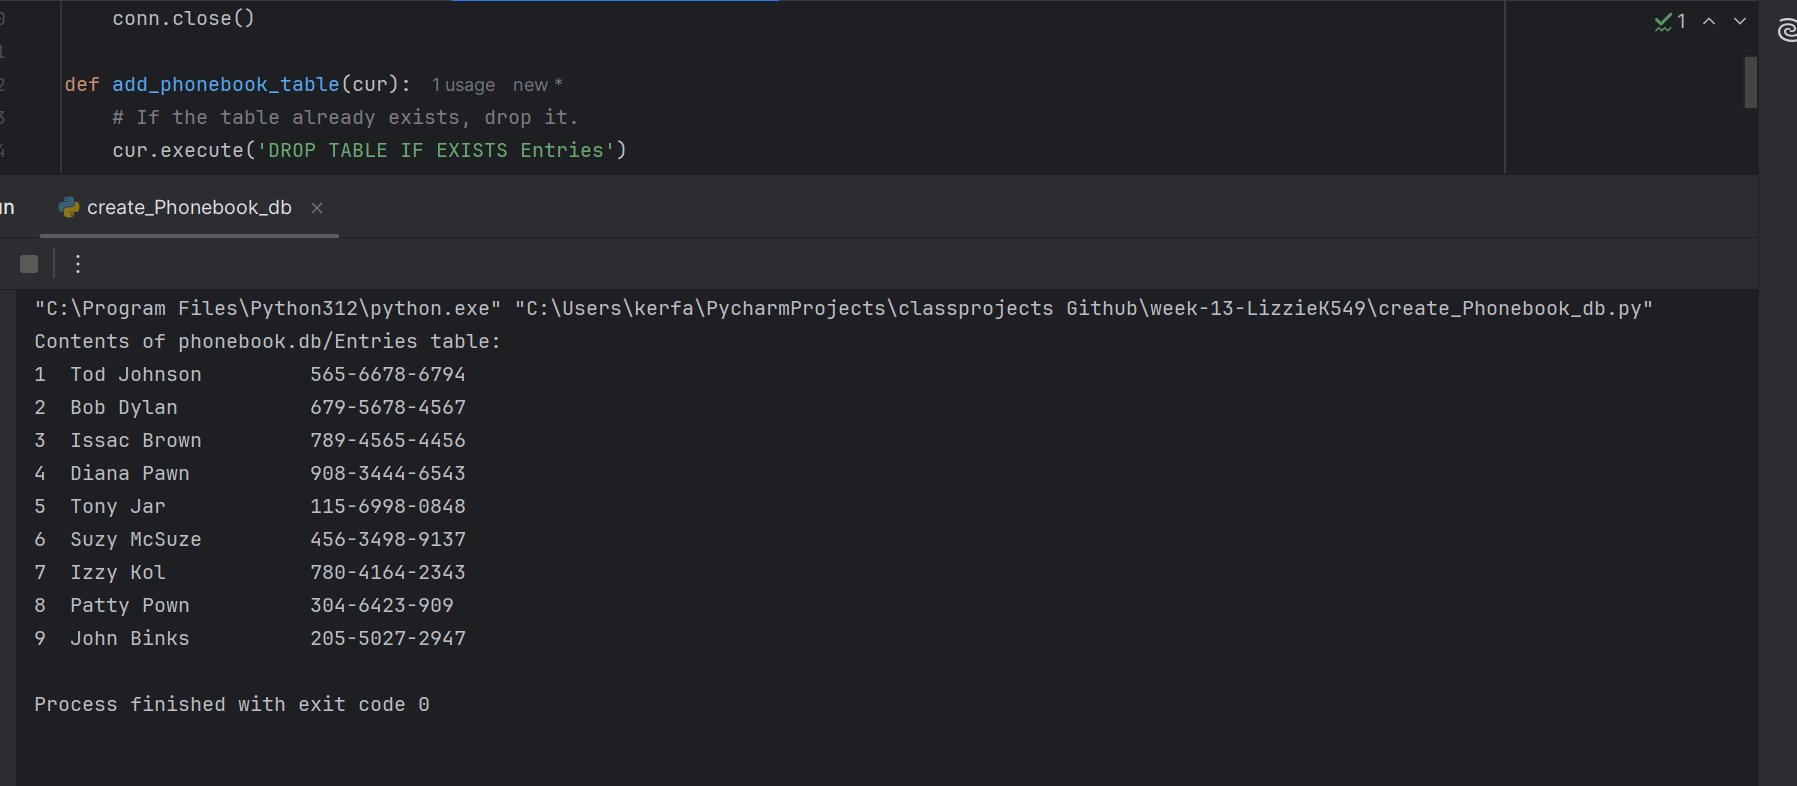 conn.close()
def add_phonebook_table(cur): 1 usage new *
# If the table already exists, drop it.
cur.execute('DROP TABLE IF EXISTS Entries')
1
create_Phonebook_db
"C:\Program Files\Python312\python.exe" "C:\Users\kerfa\PycharmProjects\classprojects Github\week-13-LizzieK549\create_Phonebook_db.py"
Contents of phonebook.db/Entries table:
1  Tod Johnson         565-6678-6794
2  Bob Dylan           679-5678-4567
3  Issac Brown         789-4565-4456
4  Diana Pawn          908-3444-6543
5  Tony Jar            115-6998-0848
6  Suzy McSuze         456-3498-9137
7  Izzy Kol            780-4164-2343
8  Patty Pown          304-6423-909
9  John Binks          205-5027-2947
Process finished with exit code 0